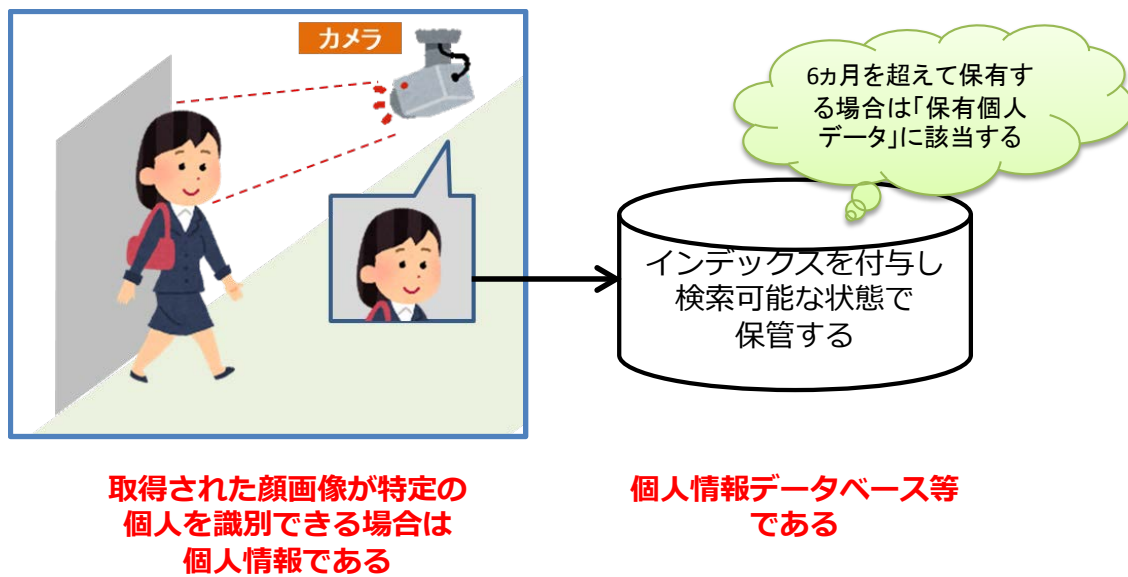 カメラ
6ヵ月を超えて保有す
る場合は「保有個人
データ」に該当する
インデックスを付与し
検索可能な状態で
保管する
取得された顔画像が特定の
個人を識別できる場合は
個人情報である
個人情報データベース等
である